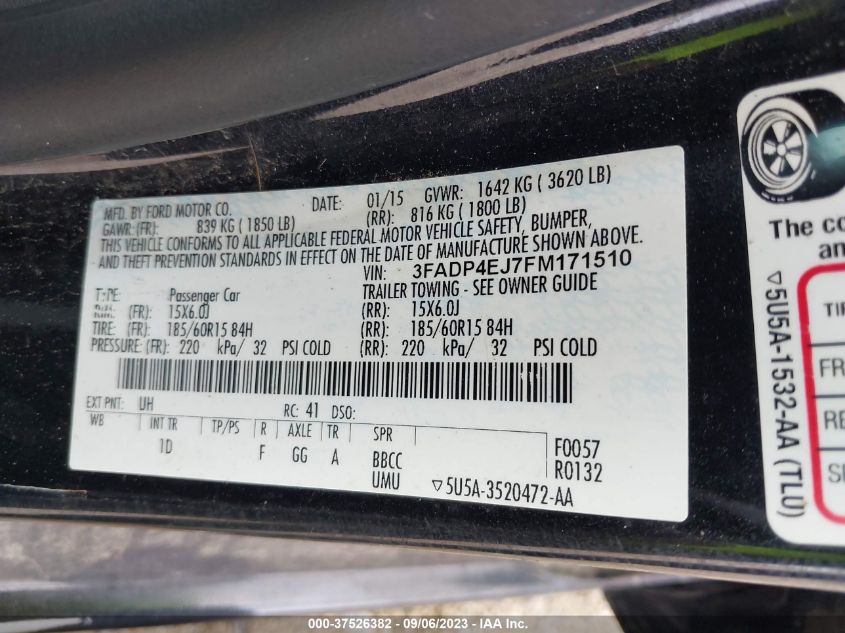 MFD. BY FORD MOTOR CO. DATE: 01/15 GVWR: 1642 KG ( 3620 LB)
GAWR: (FR): 839 KG ( 1850 LB) (RR): 816 KG ( 1800 LB)
THIS VEHICLE CONFORMS TO ALL APPLICABLE FEDERAL MOTOR VEHICLE SAFETY, BUMPER,
AND THEFT PREVENTION STANDARDS IN EFFECT ON THE DATE OF MANUFACTURE SHOWN ABOVE.
VIN: 3FADP4EJ7FM171510
TYPE: Passenger Car TRAILER TOWING - SEE OWNER GUIDE
(FR): 15X6.0J (RR): 15X6.0J
TIRE: (FR): 185/60R15 84H (RR): 185/60R15 84H
PRESSURE: (FR): 220 kPa/ 32 PSI COLD (RR): 220 kPa/ 32 PSI COLD
EXT PNT: UH RC: 41 DSO:
WB INT TR TP/PS R AXLE TR SPR
1D F GG A BBCC
UMU
F0057
R0132
▽5U5A-3520472-AA
The co
an
TIR
FR
RE
SP
▽5U5A-1532-AA (TLU)
000-37526382 - 09/06/2023 - IAA Inc.